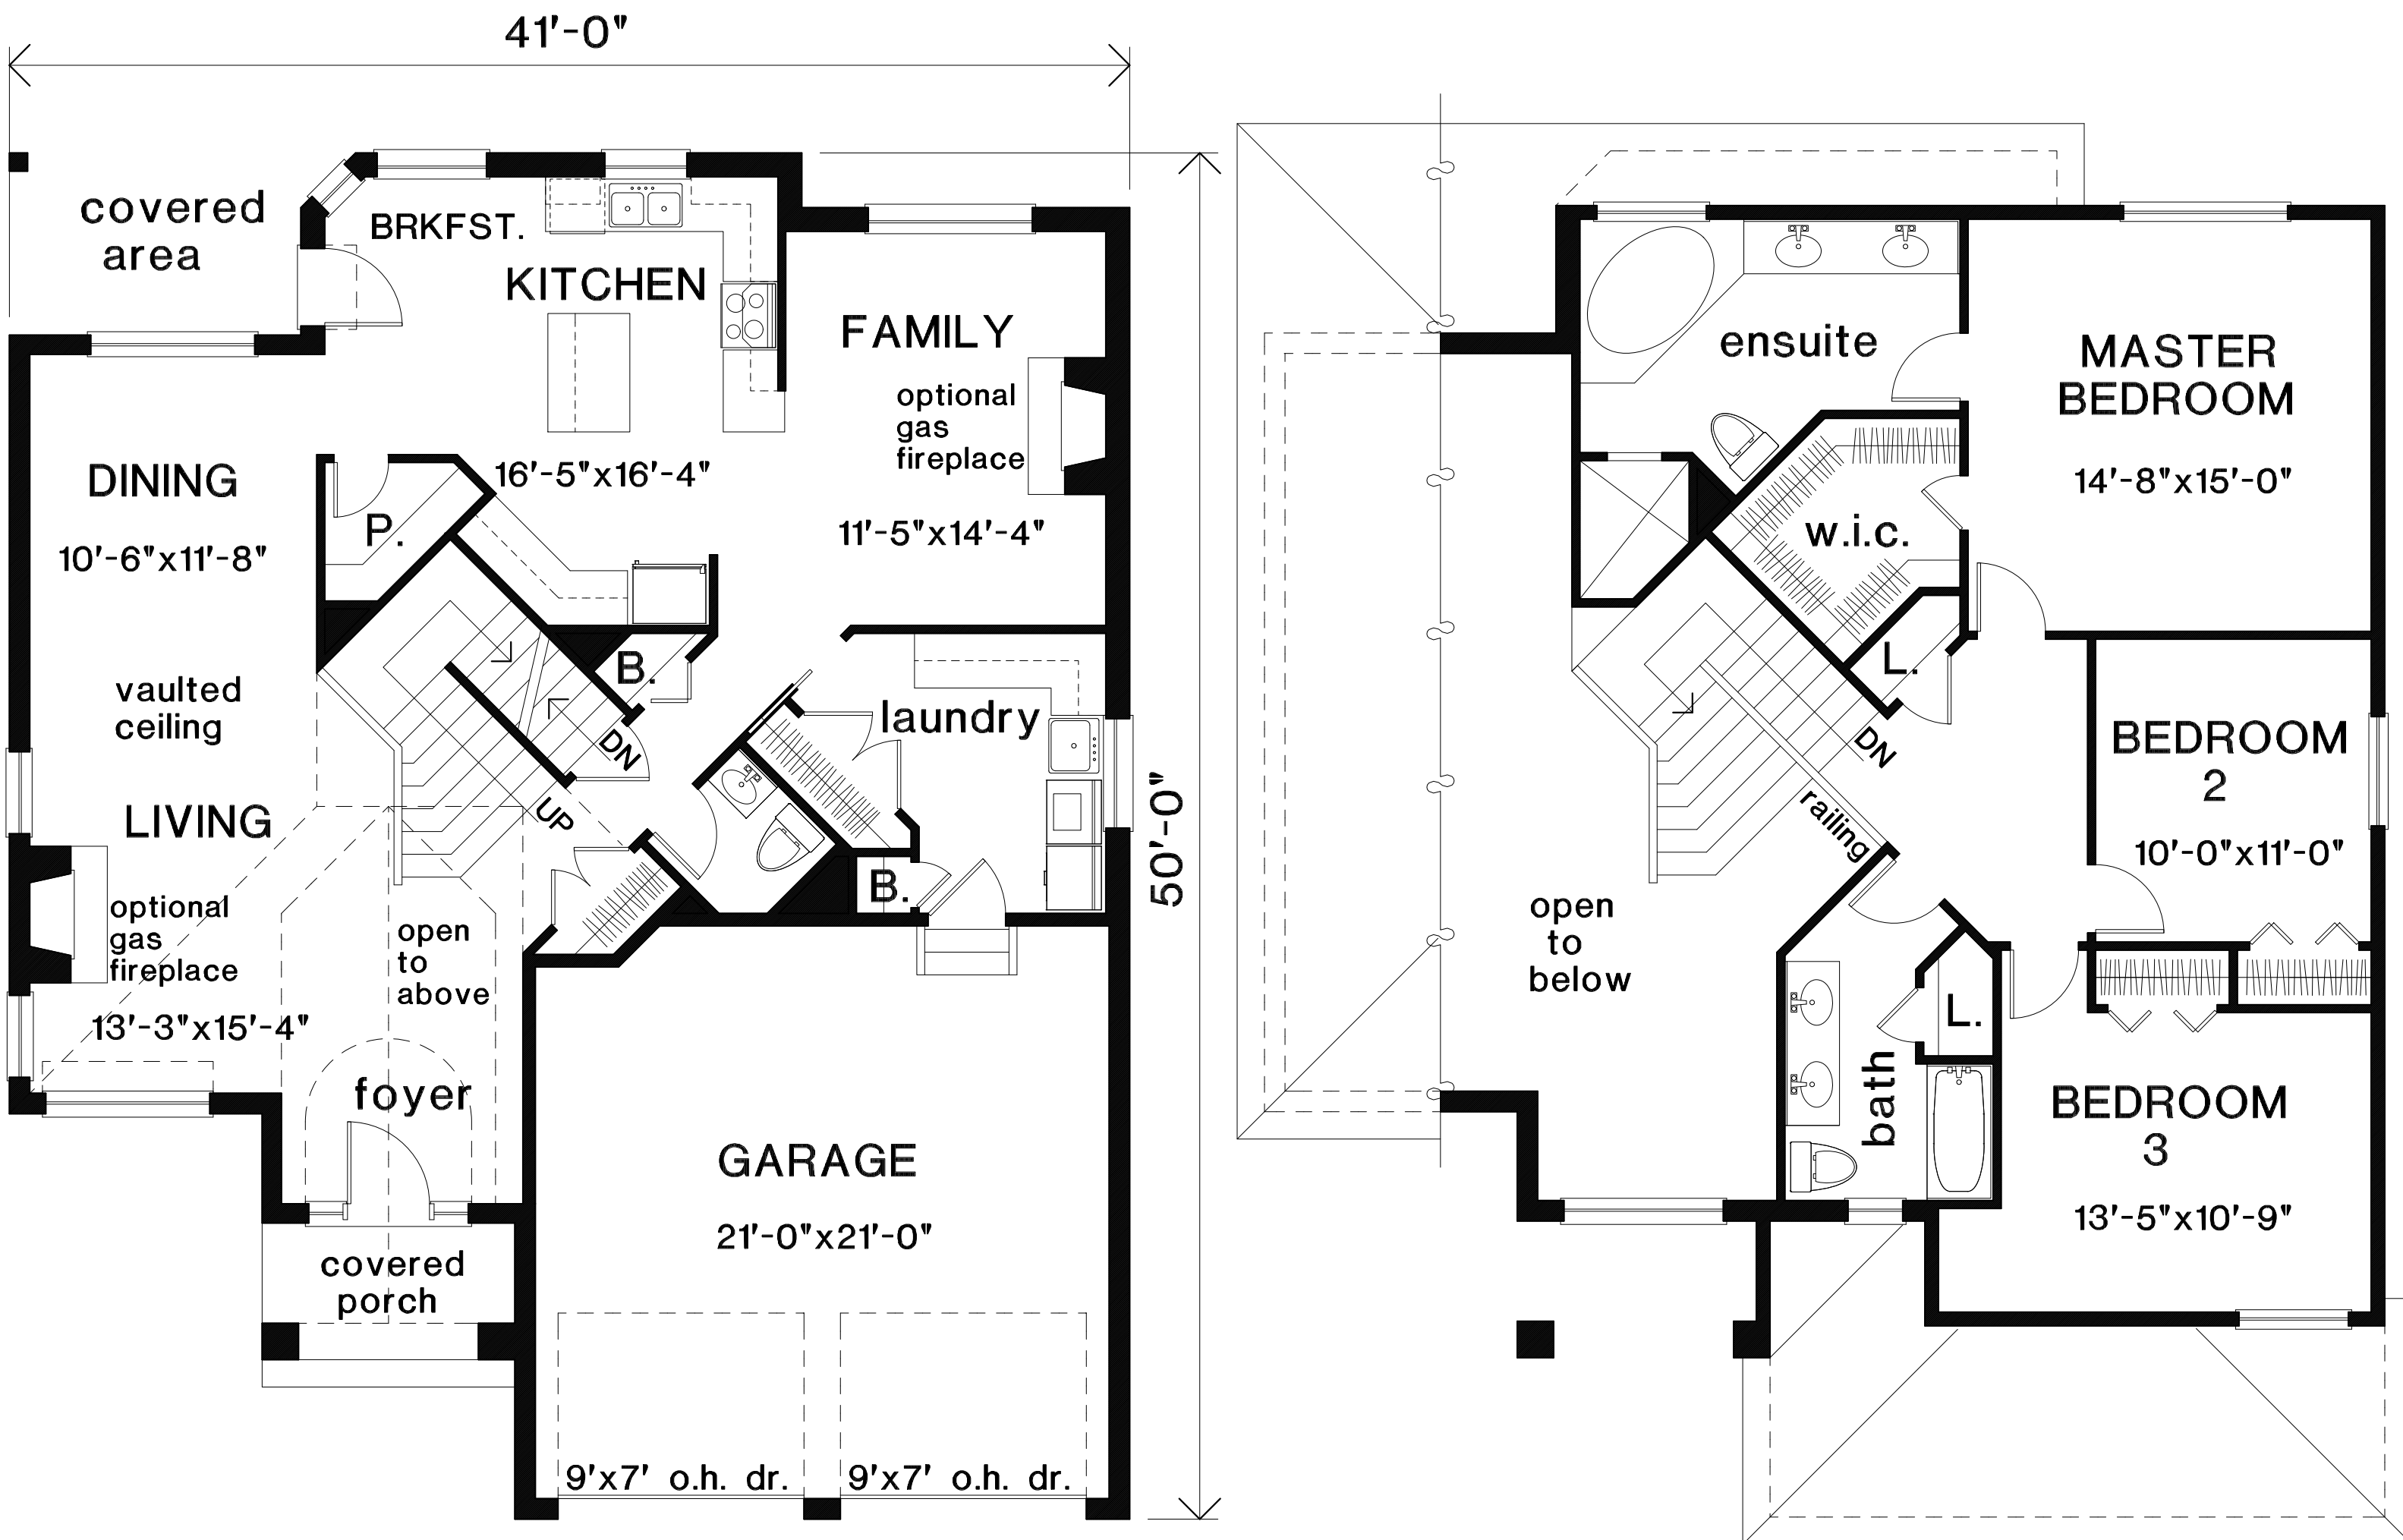 41'-0"
covered
area
BRKFST.
KITCHEN
16'-5"x16'-4"
FAMILY
optional
gas
fireplace
11'-5"x14'-4"
DINING
10'-6"x11'-8"
P.
vaulted
ceiling
B.
DN
UP
laundry
LIVING
optional
gas
fireplace
13'-3"x15'-4"
open
to
above
B.
50'-0"
foyer
covered
porch
GARAGE
21'-0"x21'-0"
9'x7' o.h. dr.
9'x7' o.h. dr.
ensuite
MASTER
BEDROOM
14'-8"x15'-0"
w.i.c.
L.
DN
railing
BEDROOM
2
10'-0"x11'-0"
open
to
below
L.
bath
BEDROOM
3
13'-5"x10'-9"